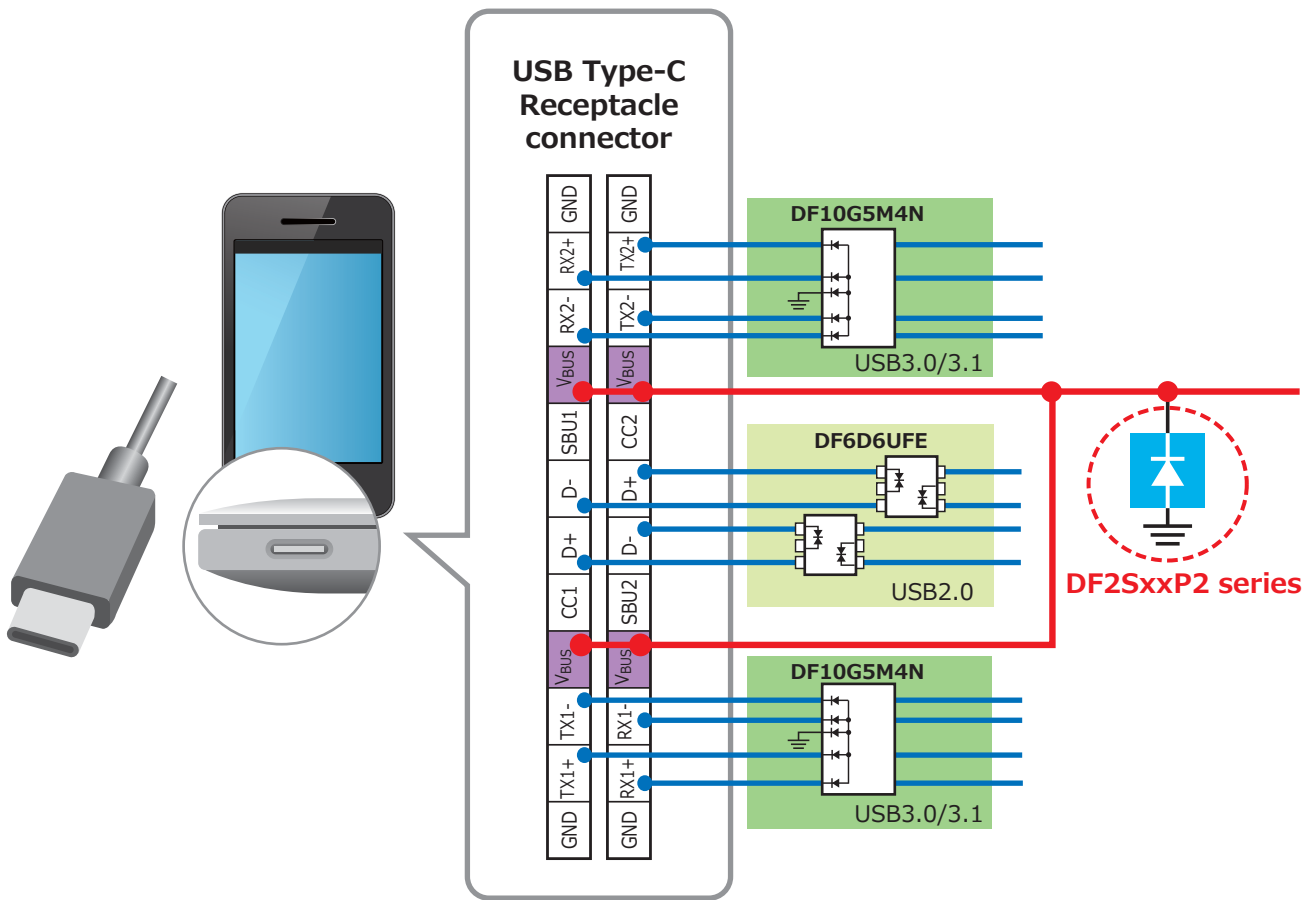 USB Type-C
Receptacle
connector
GND
RX2+
RX2-
VBUS
SBU1
D-
D+
CC1
VBUS
TX1-
TX1+
GND
GND
TX2+
TX2-
VBUS
CC2
D+
D-
SBU2
VBUS
RX1-
RX1+
GND
DF10G5M4N
USB3.0/3.1
DF6D6UFE
USB2.0
DF10G5M4N
USB3.0/3.1
DF2SxxP2 series